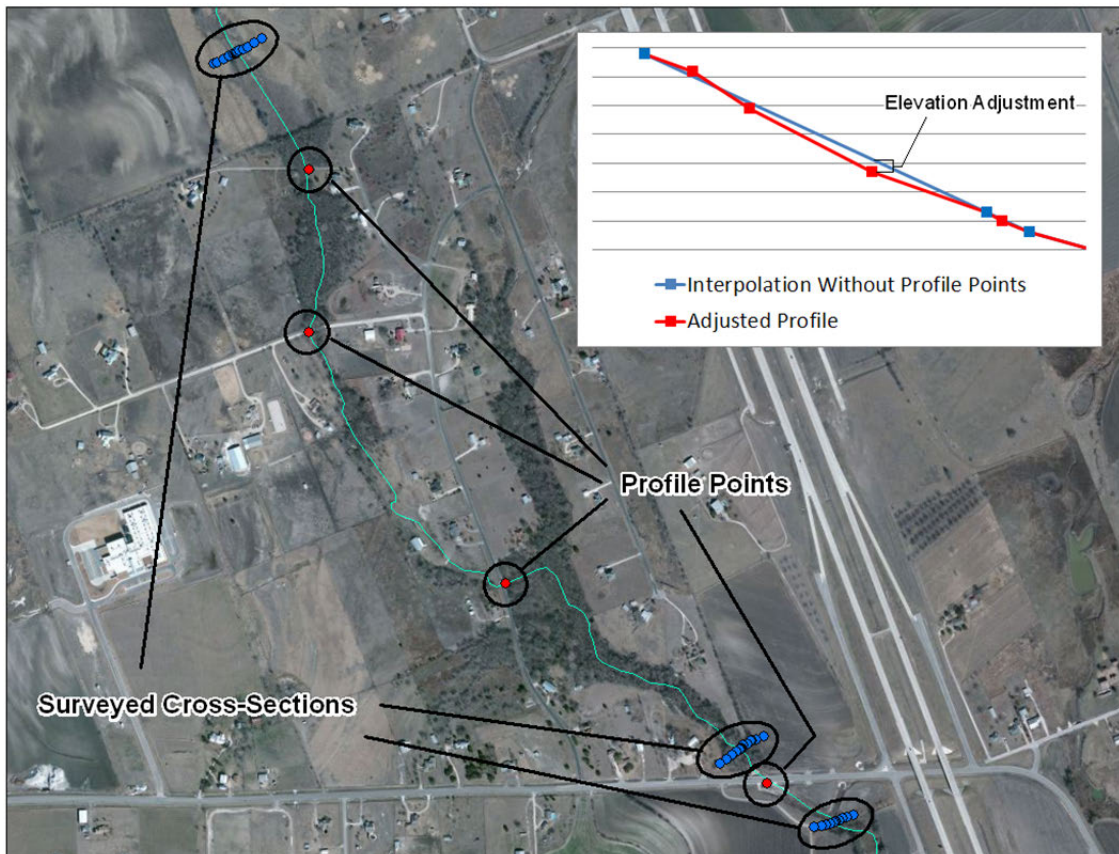 Elevation Adjustment
Interpolation Without Profile Points
Adjusted Profile
Profile Points
Surveyed Cross-Sections